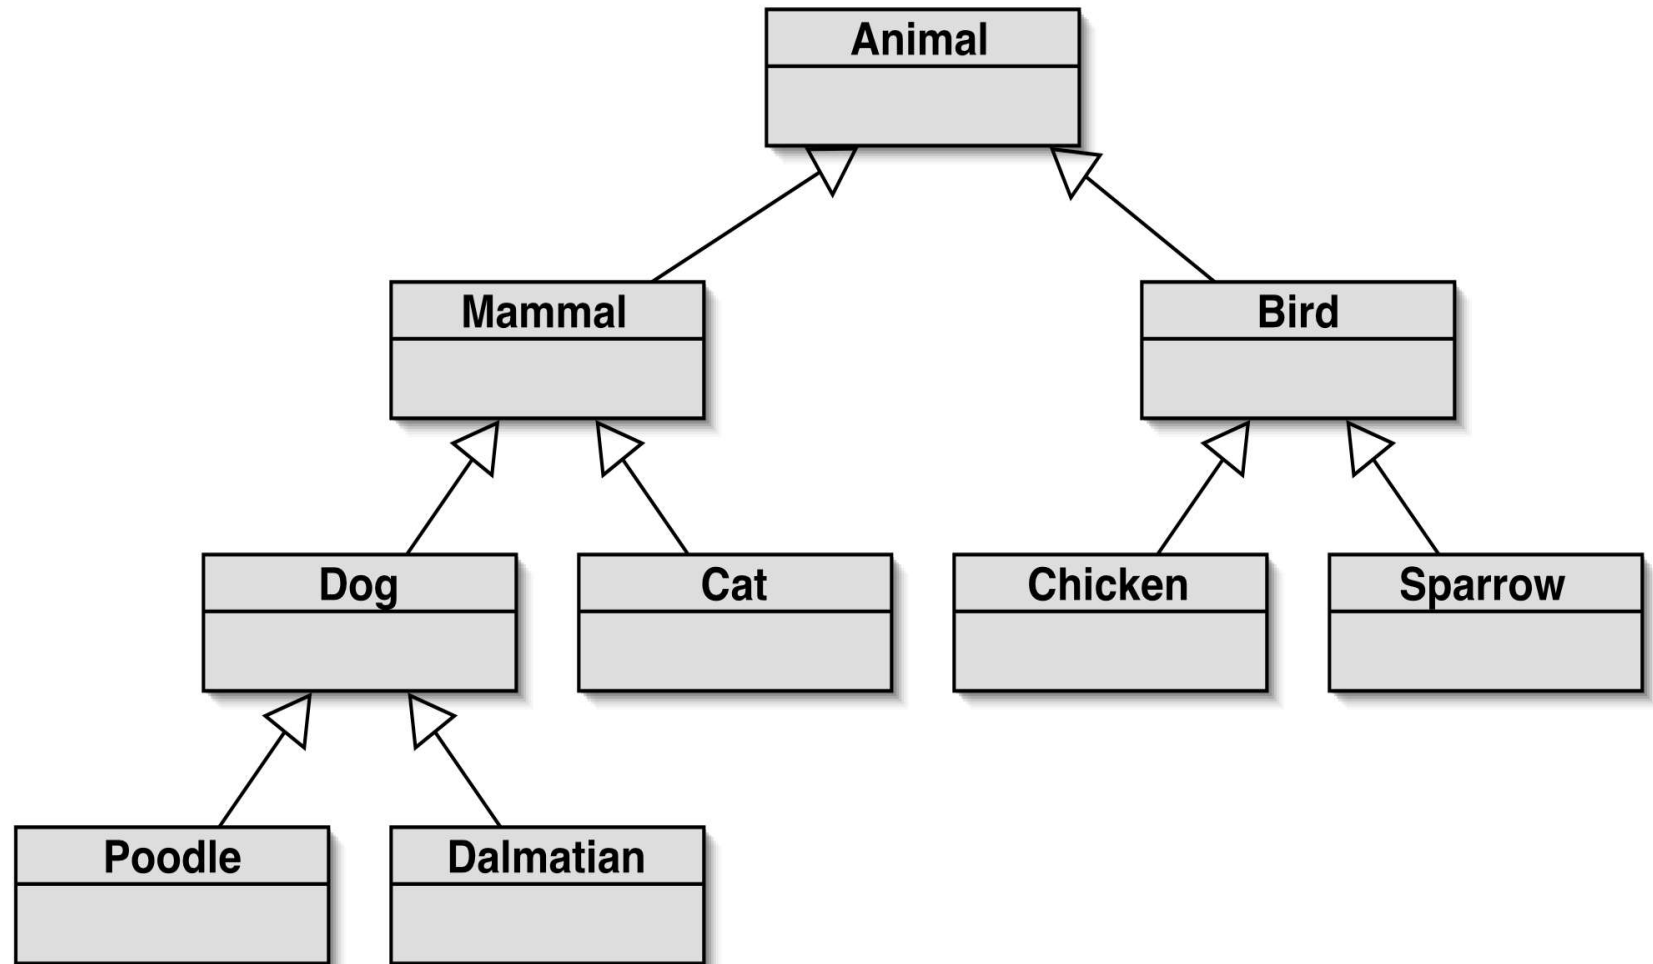 Animal
Mammal
Bird
Dog
Cat
Chicken
Sparrow
Poodle
Dalmatian